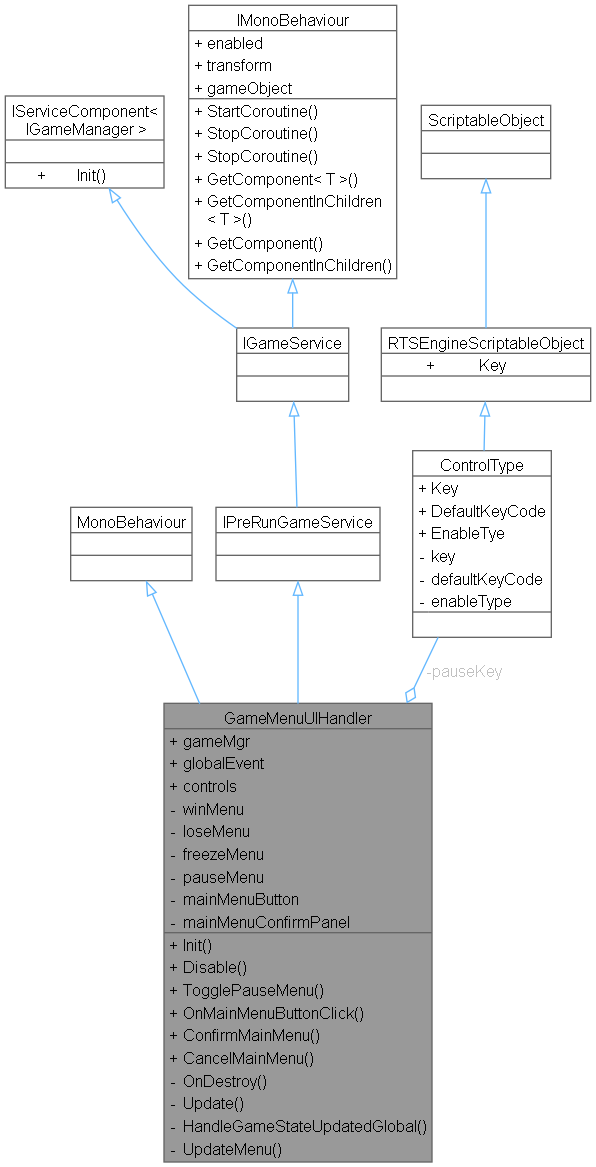 IMonoBehaviour
+ enabled
+ transform
+ gameObject
+ StartCoroutine()
+ StopCoroutine()
+ StopCoroutine()
+ GetComponent< T >()
+ GetComponentInChildren
< T >()
+ GetComponent()
+ GetComponentInChildren()
IServiceComponent<
IGameManager >
+ Init()
ScriptableObject
IGameService
RTSEngineScriptableObject
+ Key
ControlType
+ Key
+ DefaultKeyCode
+ EnableTye
- key
- defaultKeyCode
- enableType
MonoBehaviour
IPreRunGameService
-pauseKey
GameMenuUIHandler
+ gameMgr
+ globalEvent
+ controls
- winMenu
- loseMenu
- freezeMenu
- pauseMenu
- mainMenuButton
- mainMenuConfirmPanel
+ Init()
+ Disable()
+ TogglePauseMenu()
+ OnMainMenuButtonClick()
+ ConfirmMainMenu()
+ CancelMainMenu()
- OnDestroy()
- Update()
- HandleGameStateUpdatedGlobal()
- UpdateMenu()